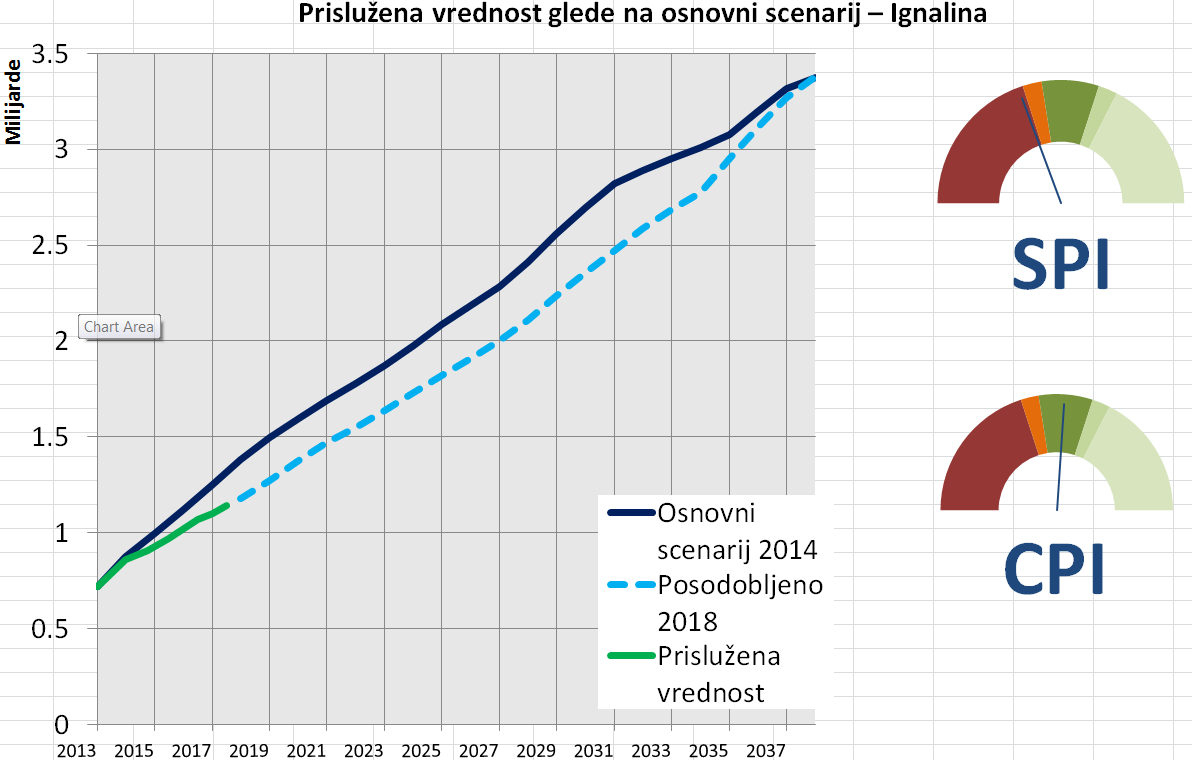 Prislužena vrednost glede na osnovni scenarij – Ignalina
Milijarde
3.5
3
2.5
2
1.5
1
0.5
0
Chart Area
2013 2015 2017 2019 2021 2023 2025 2027 2029 2031 2033 2035 2037
Osnovni
scenarij 2014
Posodobljeno
2018
Prislužena
vrednost
SPI
CPI